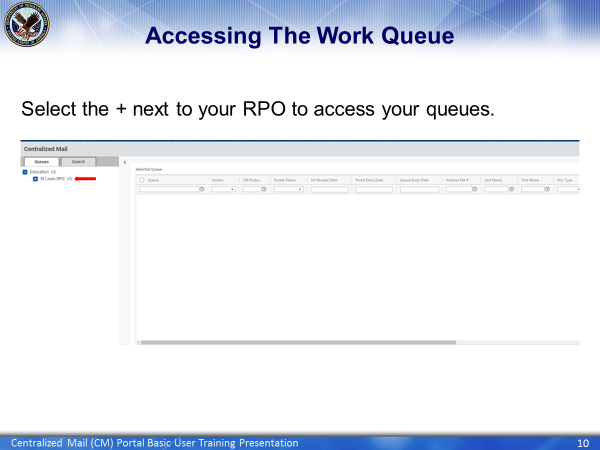 Accessing The Work Queue
Select the + next to your RPO to access your queues.
Centralized Mail
Queues Search
Selected Queue
Education (3)
St Louis RPO (3)
Queue Vendor CM Packe... Packet Status VA Receipt Date Portal Entry Date Queue Entry Date Veteran File # Last Name First Name Doc Type
Centralized Mail (CM) Portal Basic User Training Presentation 10